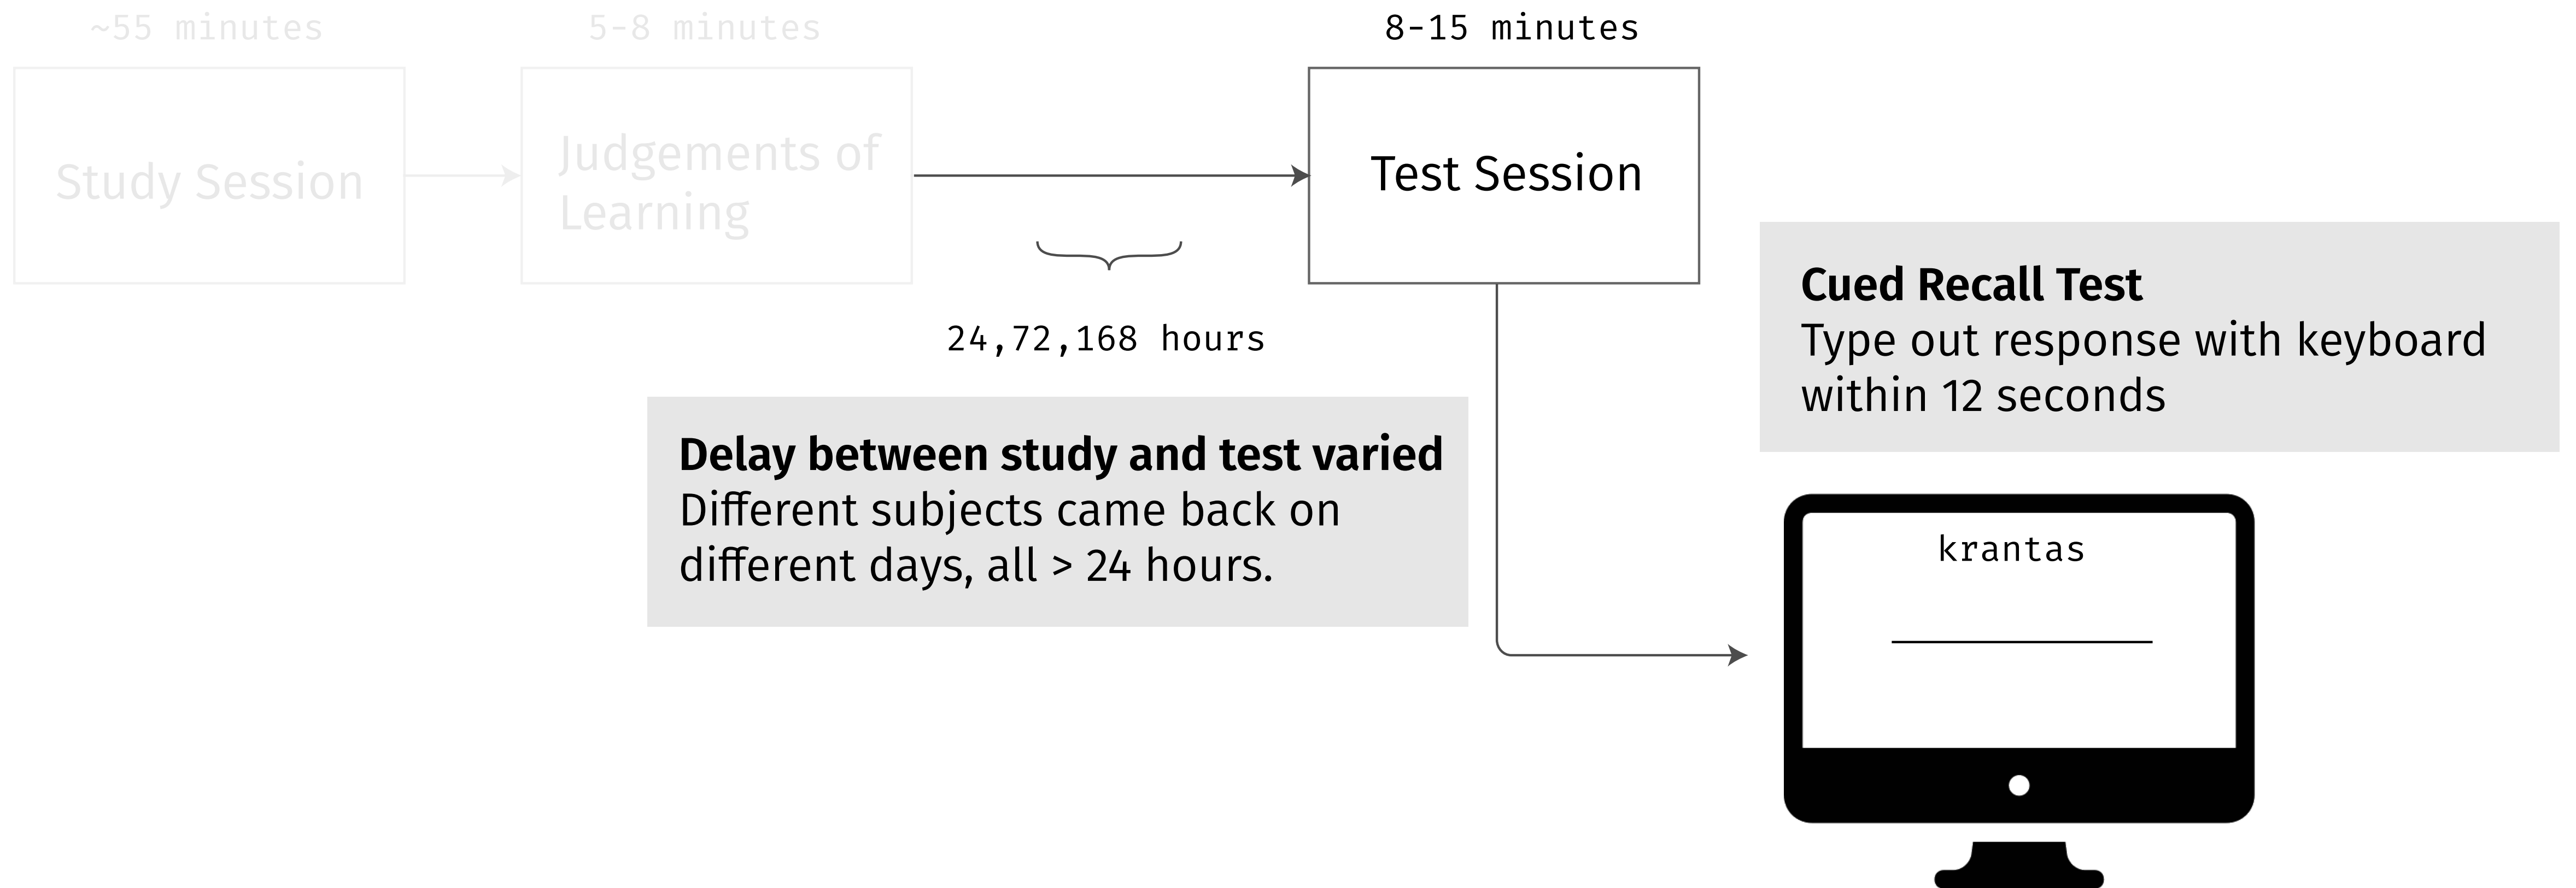 ~55 minutes
5-8 minutes
8-15 minutes
Study Session
Judgements of
Learning
Test Session
24,72,168 hours
Delay between study and test varied
Different subjects came back on
different days, all > 24 hours.
Cued Recall Test
Type out response with keyboard
within 12 seconds
krantas